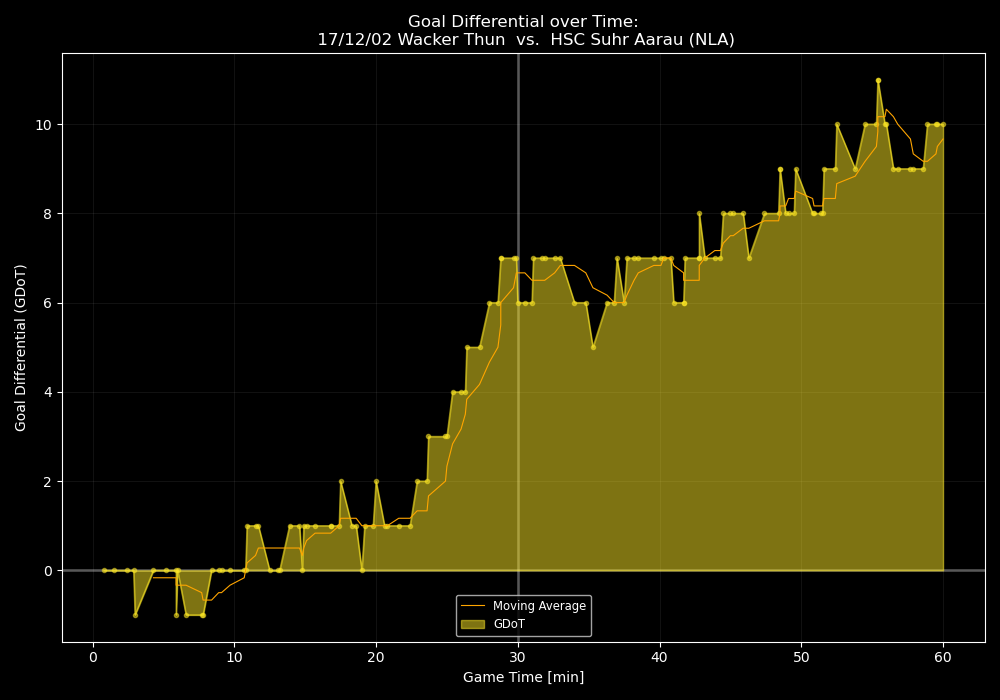 Goal Differential over Time:
17/12/02 Wacker Thun  vs.  HSC Suhr Aarau (NLA)
Goal Differential (GDoT)
10
8
6
4
2
0
Moving Average
GDoT
0 10 20 30 40 50 60
Game Time [min]